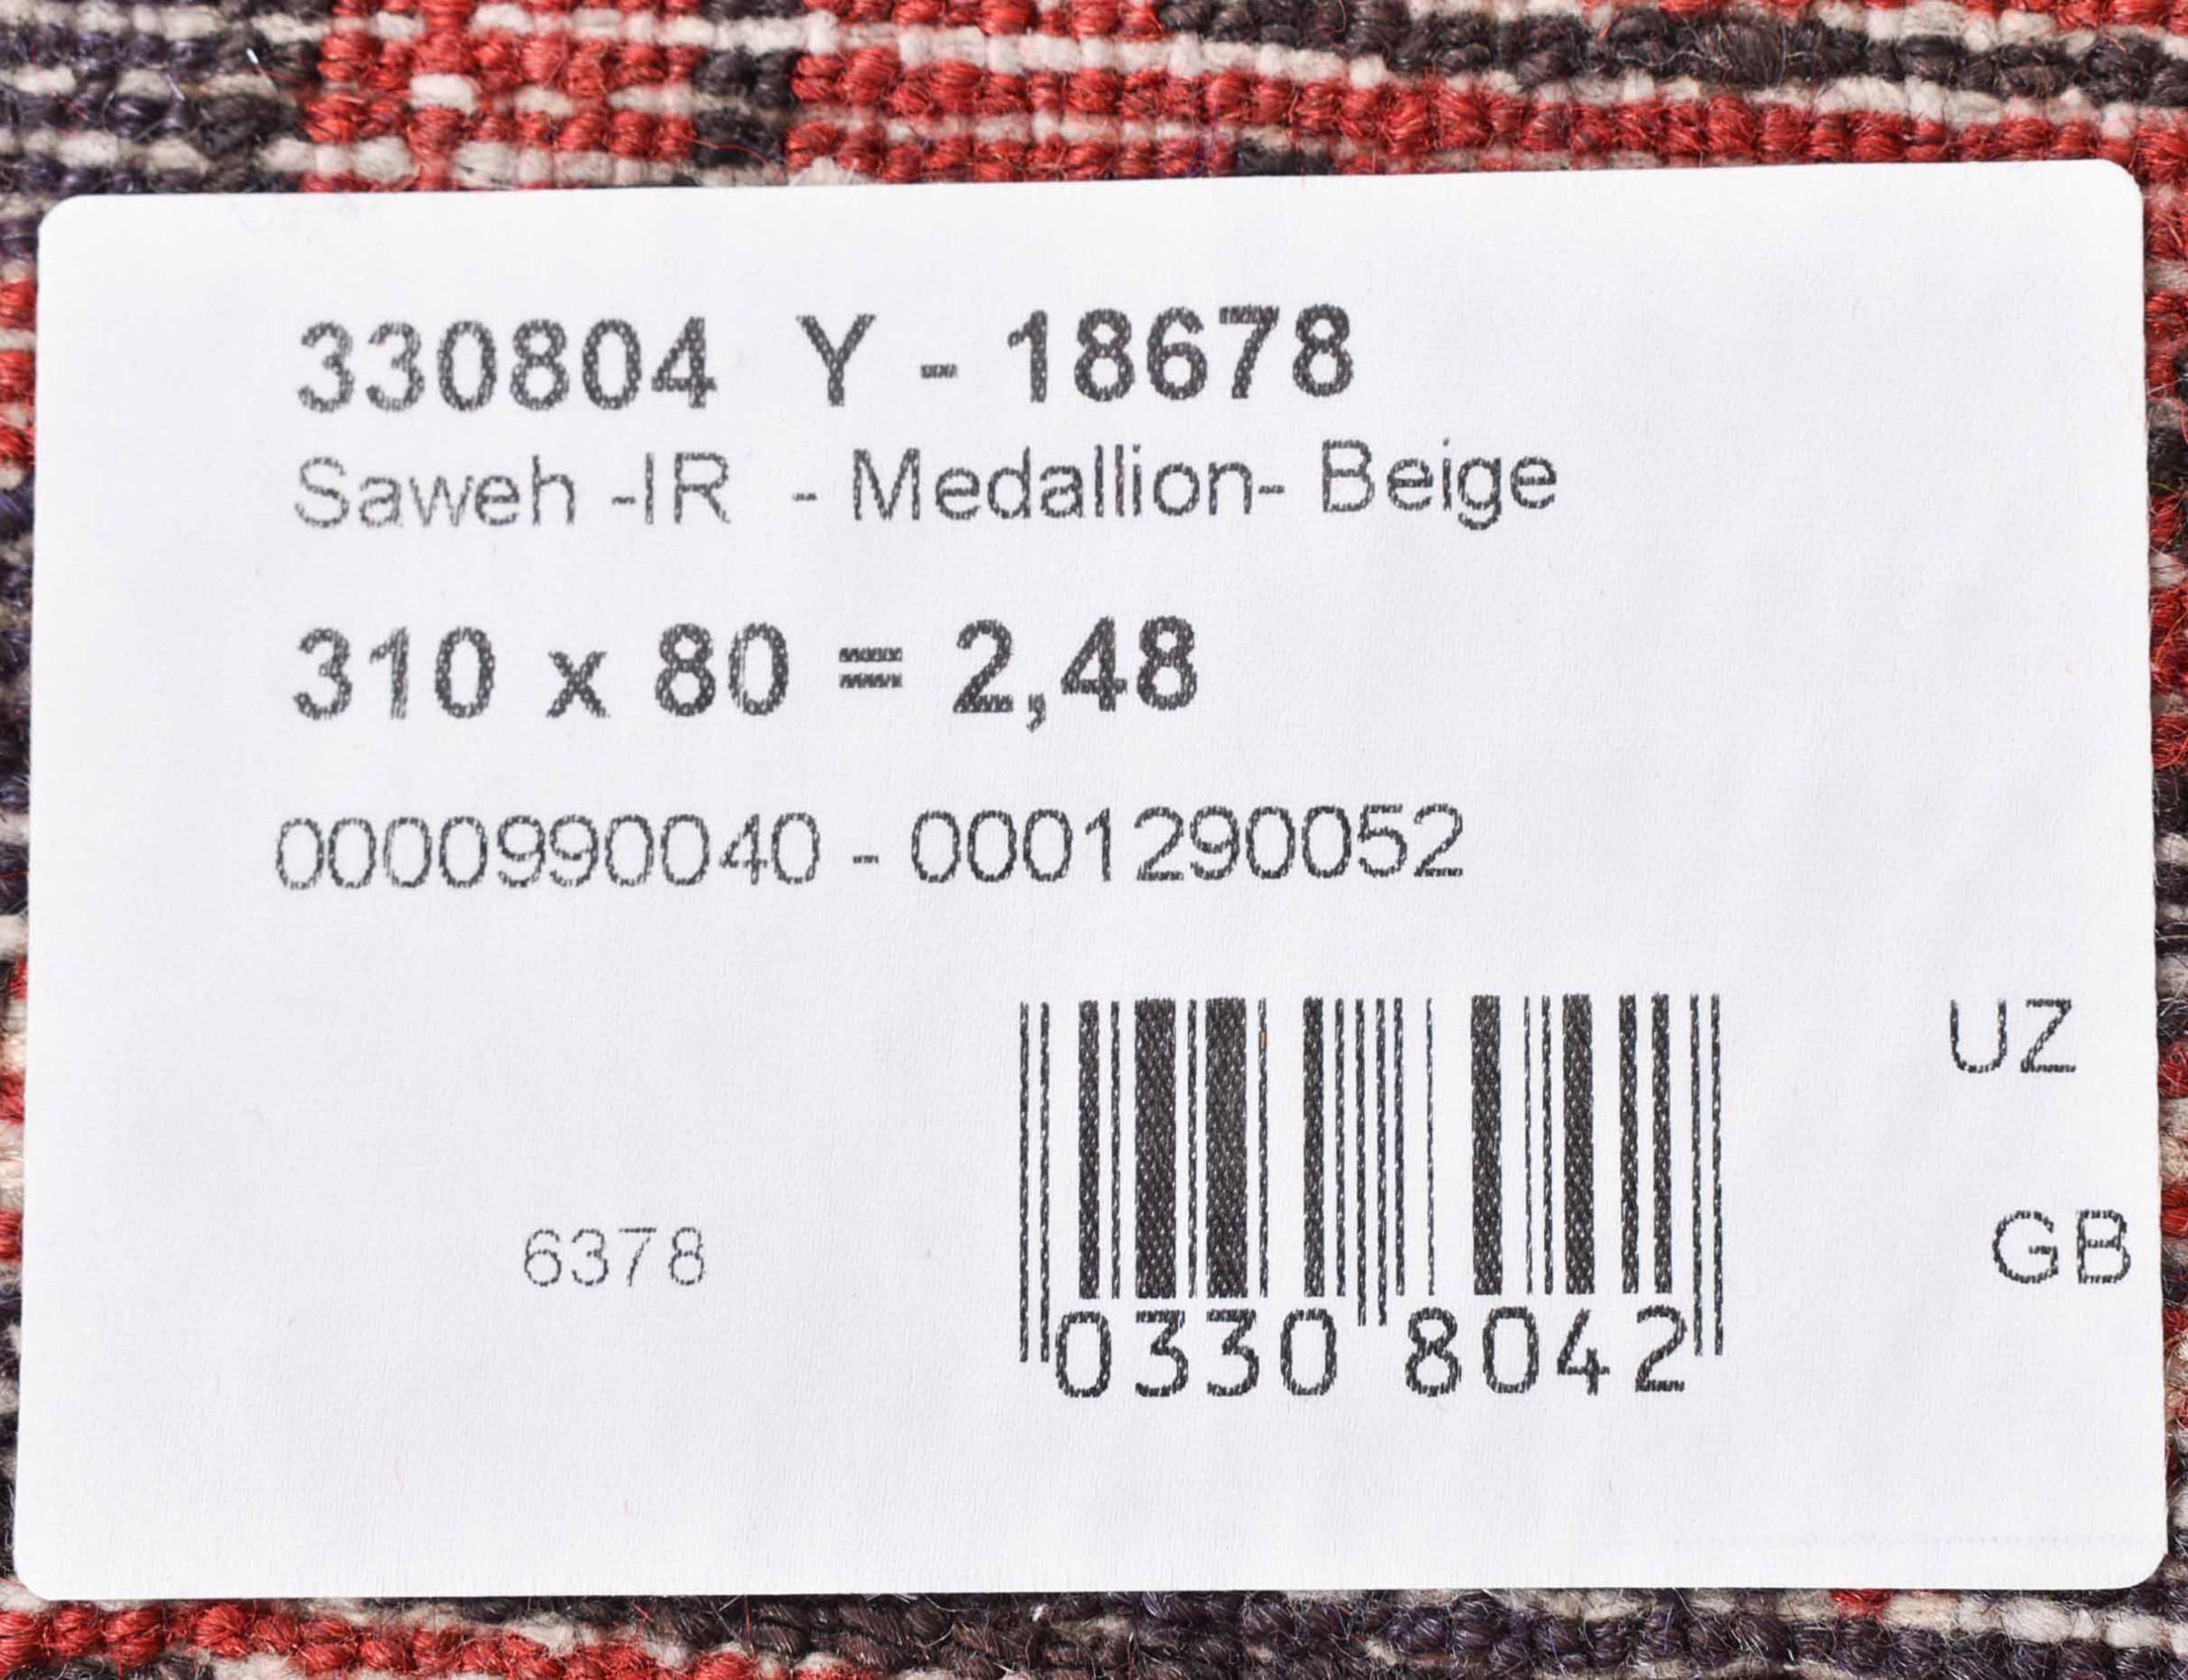 330804 Y - 18678
Saweh -IR - Medallion- Beige
310 x 80 = 2,48
0000990040 - 0001290052
UZ
GB
6378
0330 8042